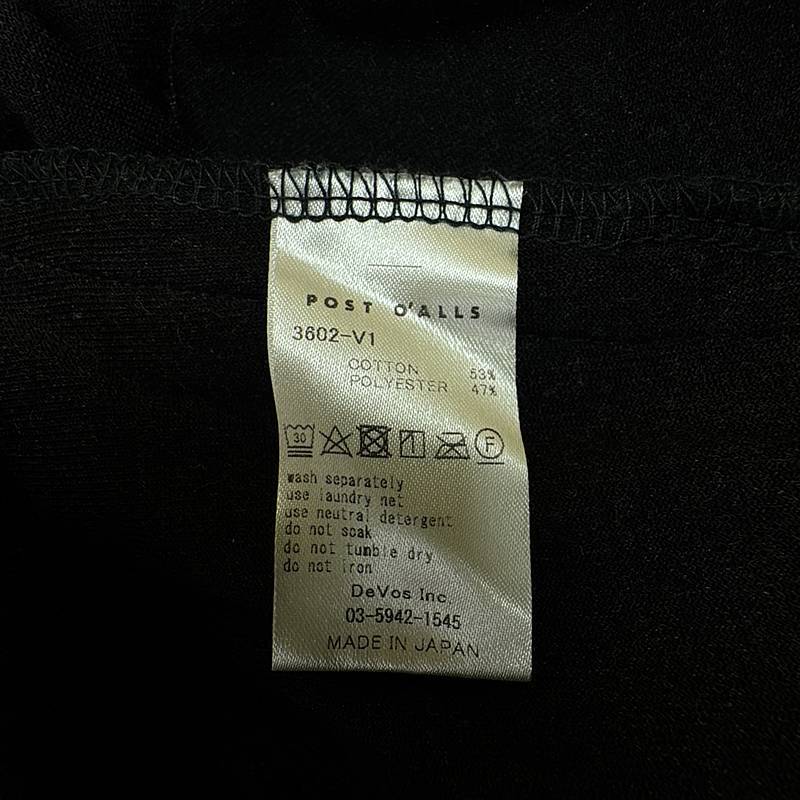 POST O'ALLS
3602-V1
COTTON 53%
POLYESTER 47%
30 F
wash separately
use laundry net
use neutral detergent
do not soak
do not tumble dry
do not iron
DeVos Inc
03-5942-1545
MADE IN JAPAN